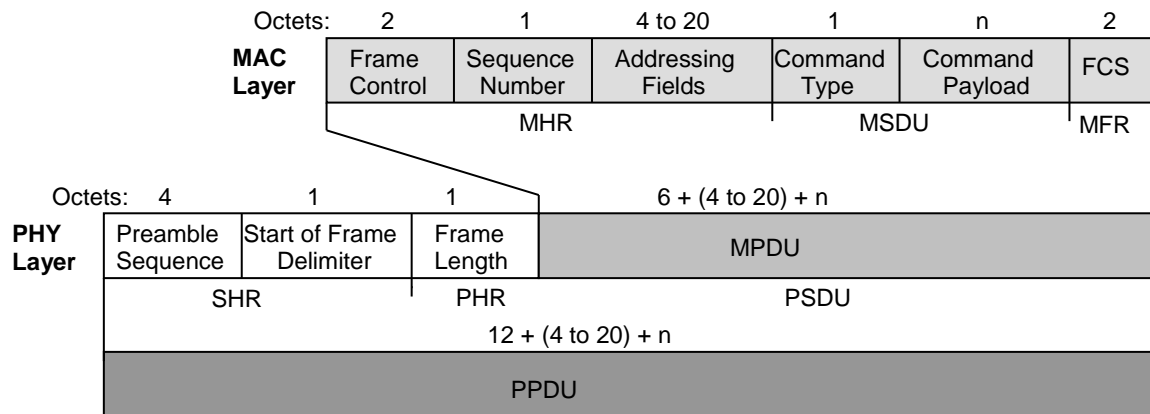 Octets: 2 1 4 to 20 1 n 2
MAC Layer
Frame Control
Sequence Number
Addressing Fields
Command Type
Command Payload
FCS
MHR MSDU MFR
Octets: 4 1 1 6 + (4 to 20) + n
PHY Layer
Preamble Sequence
Start of Frame Delimiter
Frame Length
MPDU
SHR PHR PSDU
12 + (4 to 20) + n
PPDU